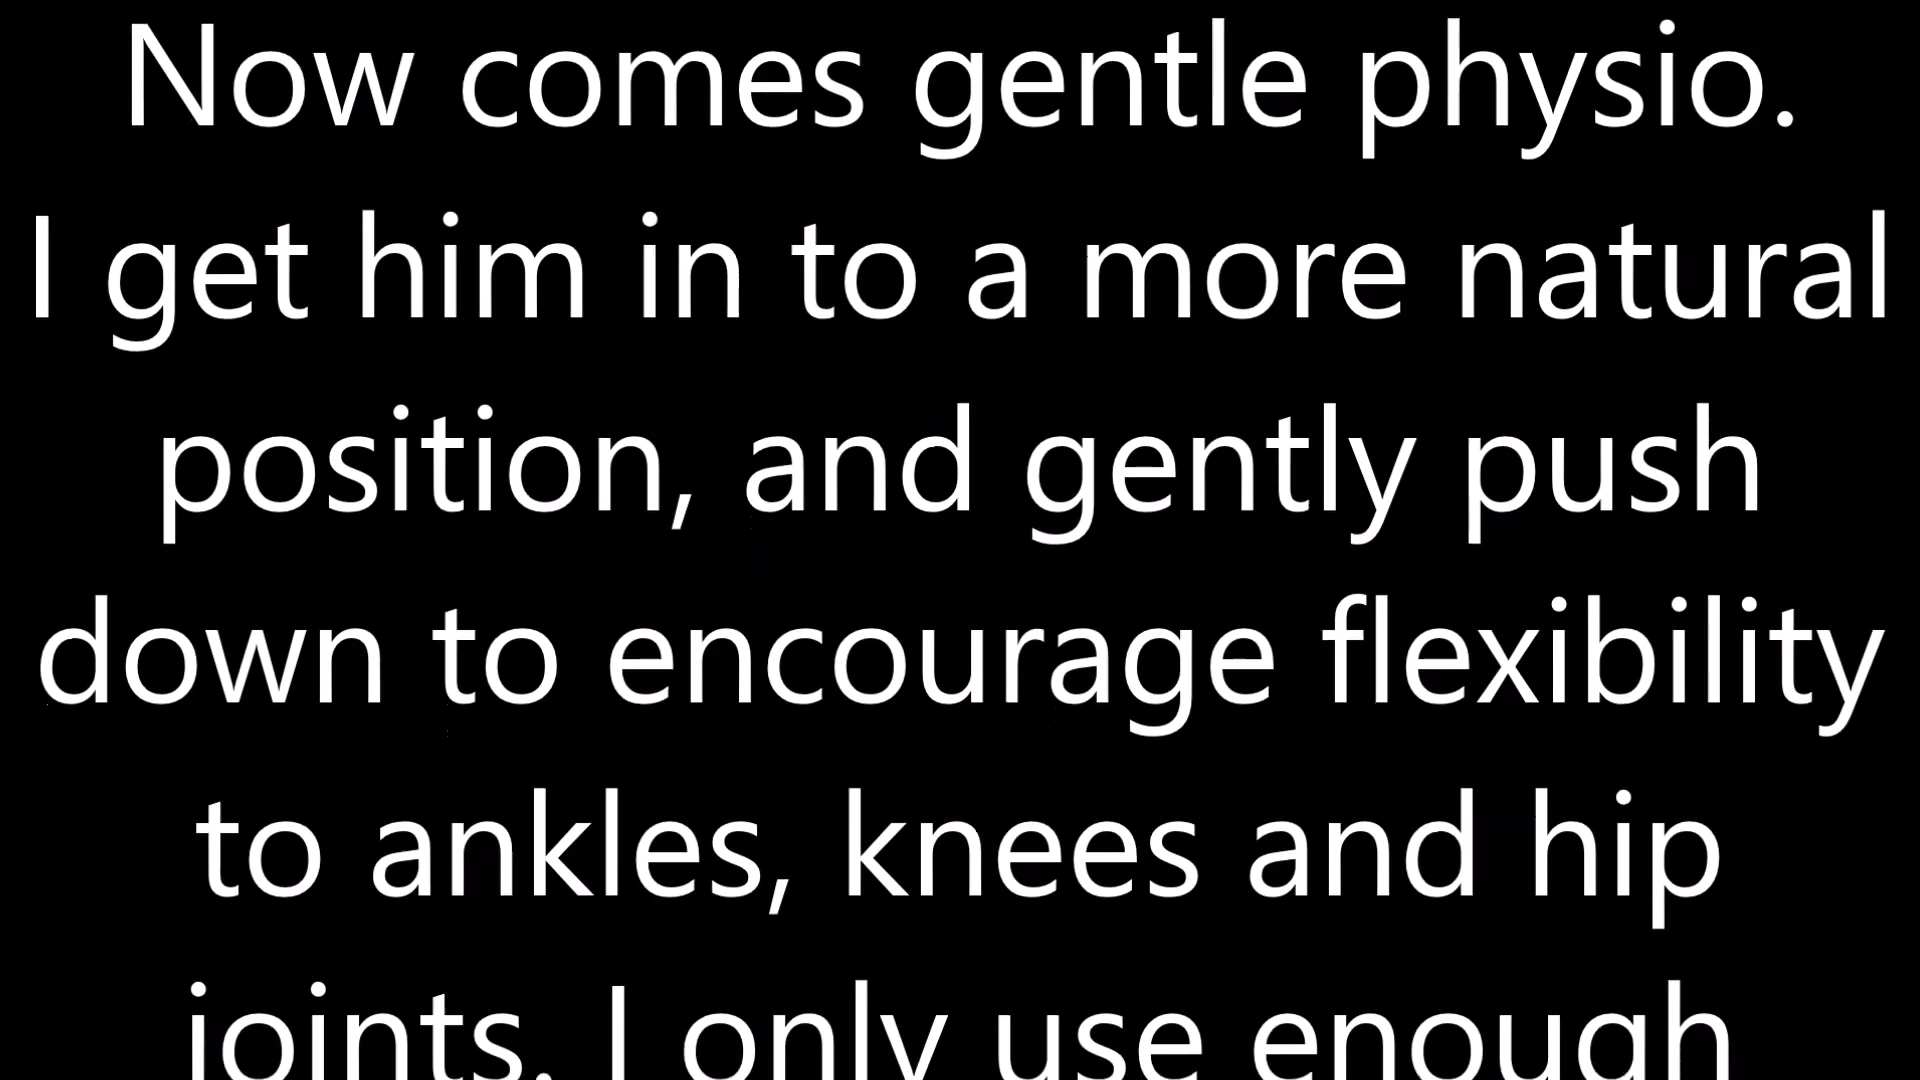 Now comes gentle physio.
I get him in to a more natural
position, and gently push
down to encourage flexibility
to ankles, knees and hip
joints. I only use enough